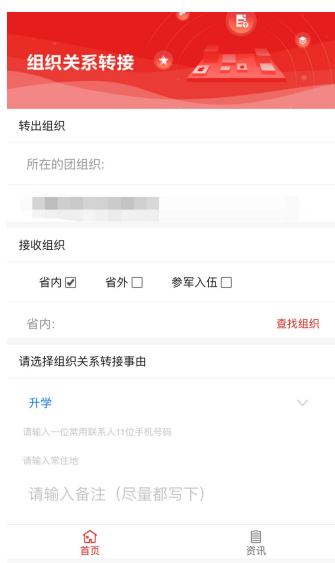 组织关系转接
转出组织
所在的团组织:
接收组织
省内 省外 参军入伍
省内: 查找组织
请选择组织关系转接事由
升学
请输入一位常用联系人11位手机号码
请输入常住地
请输入备注（尽量都写下）
首页 资讯